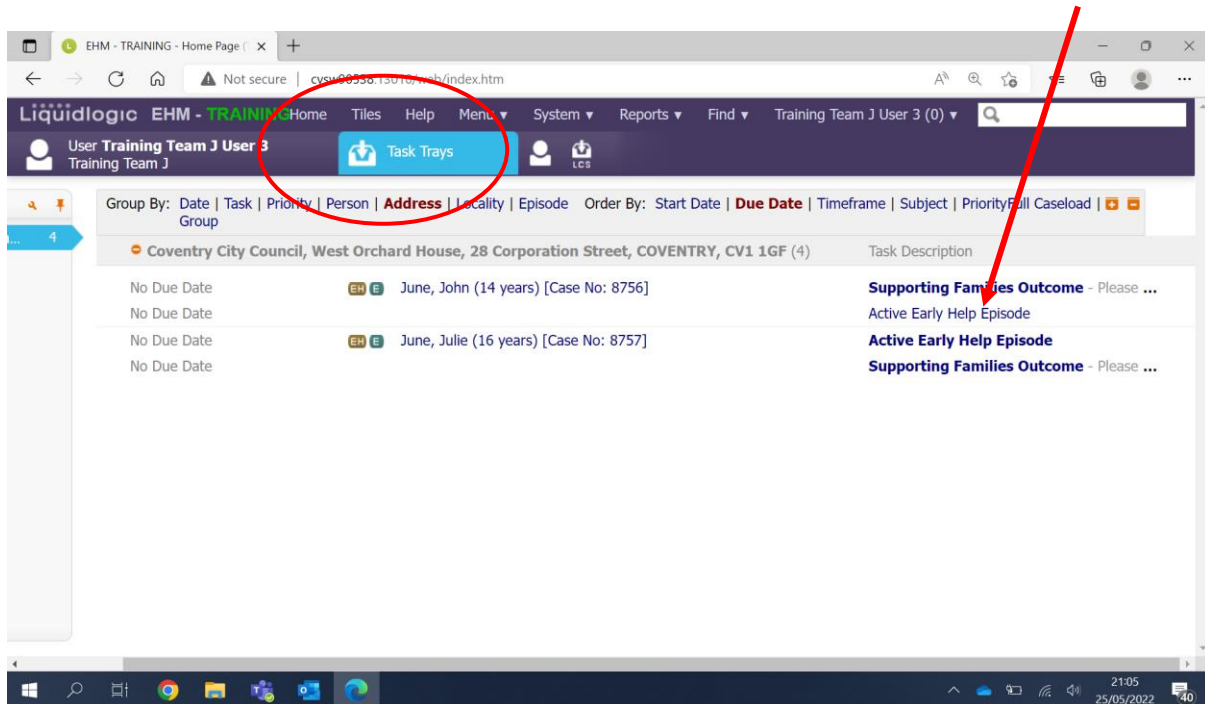 EHM - TRAINING - Home Page (
Not secure | cvsw00538:13010/web/index.htm
Liquidlogic EHM - TRAINING Home Tiles Help Menu System Reports Find Training Team J User 3 (0)
User Training Team J User 3
Training Team J
Task Trays
LCS
Group By: Date | Task | Priority | Person | Address | Locality | Episode Order By: Start Date | Due Date | Timeframe | Subject | PriorityFull Caseload |
Group
4
Coventry City Council, West Orchard House, 28 Corporation Street, COVENTRY, CV1 1GF (4) Task Description
No Due Date EH E June, John (14 years) [Case No: 8756] Supporting Families Outcome - Please ...
No Due Date Active Early Help Episode
No Due Date EH E June, Julie (16 years) [Case No: 8757] Active Early Help Episode
No Due Date Supporting Families Outcome - Please ...
21:05
25/05/2022
40